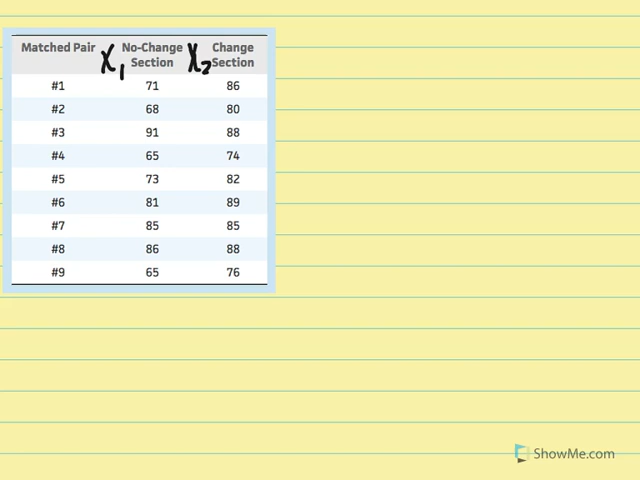 Matched Pair X1 No-Change Section X2 Change Section
#1 71 86
#2 68 80
#3 91 88
#4 65 74
#5 73 82
#6 81 89
#7 85 85
#8 86 88
#9 65 76
ShowMe.com